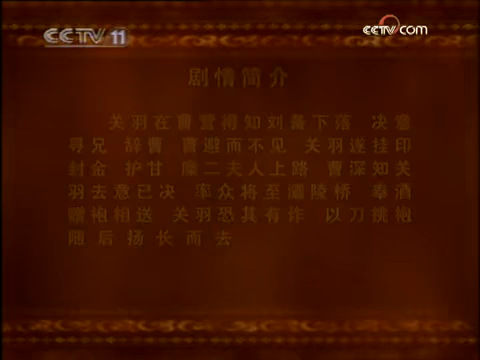 CCTV 11
CCTV.com
剧情简介
关羽在曹营得知刘备下落 决意
寻兄 辞曹 曹避而不见 关羽遂挂印
封金 护甘 糜二夫人上路 曹深知关
羽去意已决 率众将至灞陵桥 奉酒
赠袍相送 关羽恐其有诈 以刀挑袍
随后扬长而去